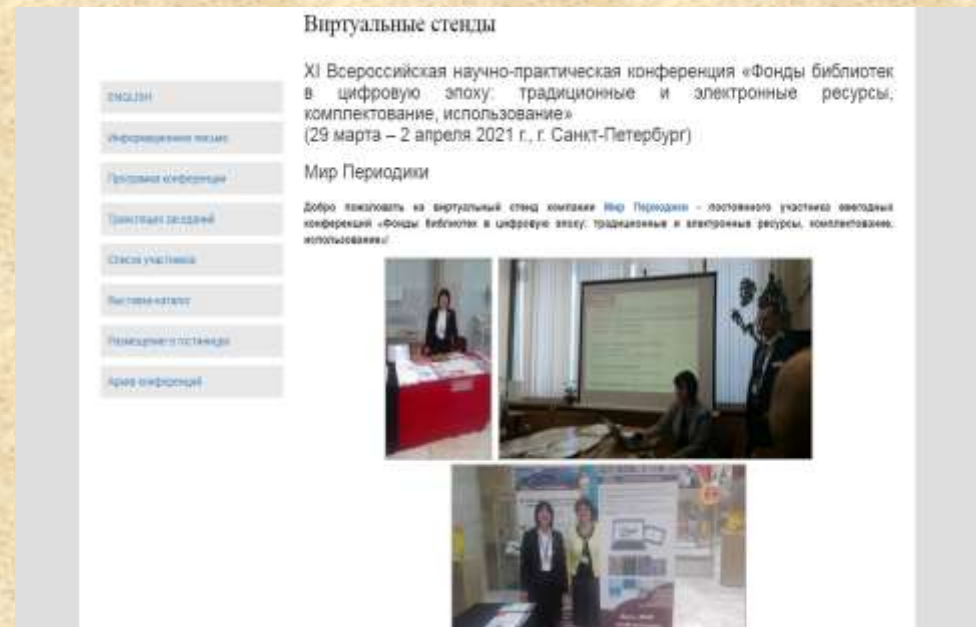 Виртуальные стенды
XI Всероссийская научно-практическая конференция «Фонды библиотек
в цифровую эпоху: традиционные и электронные ресурсы,
комплектование, использование»
(29 марта – 2 апреля 2021 г., г. Санкт-Петербург)
Мир Периодики
Добро пожаловать на виртуальный стенд компании Мир Периодики – постоянного участника ежегодных
конференций «Фонды библиотек в цифровую эпоху: традиционные и электронные ресурсы, комплектование,
использование»!
ENGLISH
Информационное письмо
Программа конференции
Трансляция заседаний
Список участников
Выставка-каталог
Размещение в гостиницах
Архив конференций